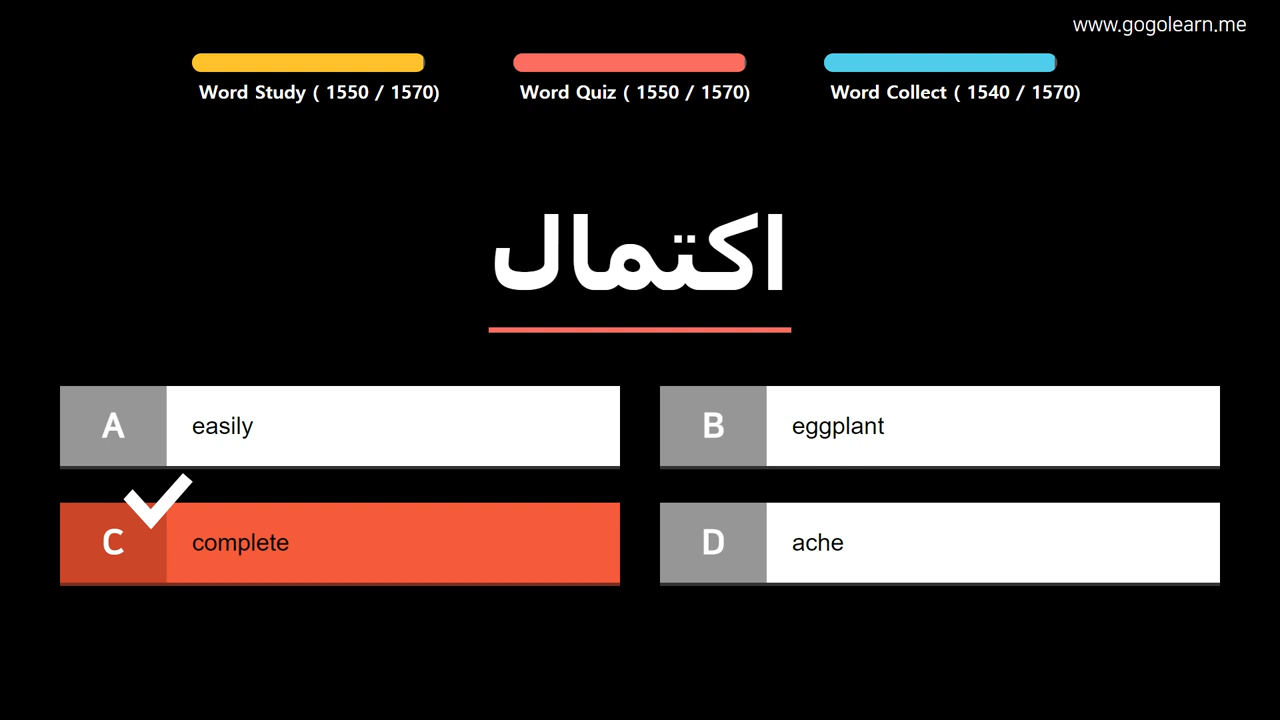 www.gogolearn.me
Word Study ( 1550 / 1570)
Word Quiz ( 1550 / 1570)
Word Collect ( 1540 / 1570)
اكتمال
A easily
B eggplant
C complete
D ache